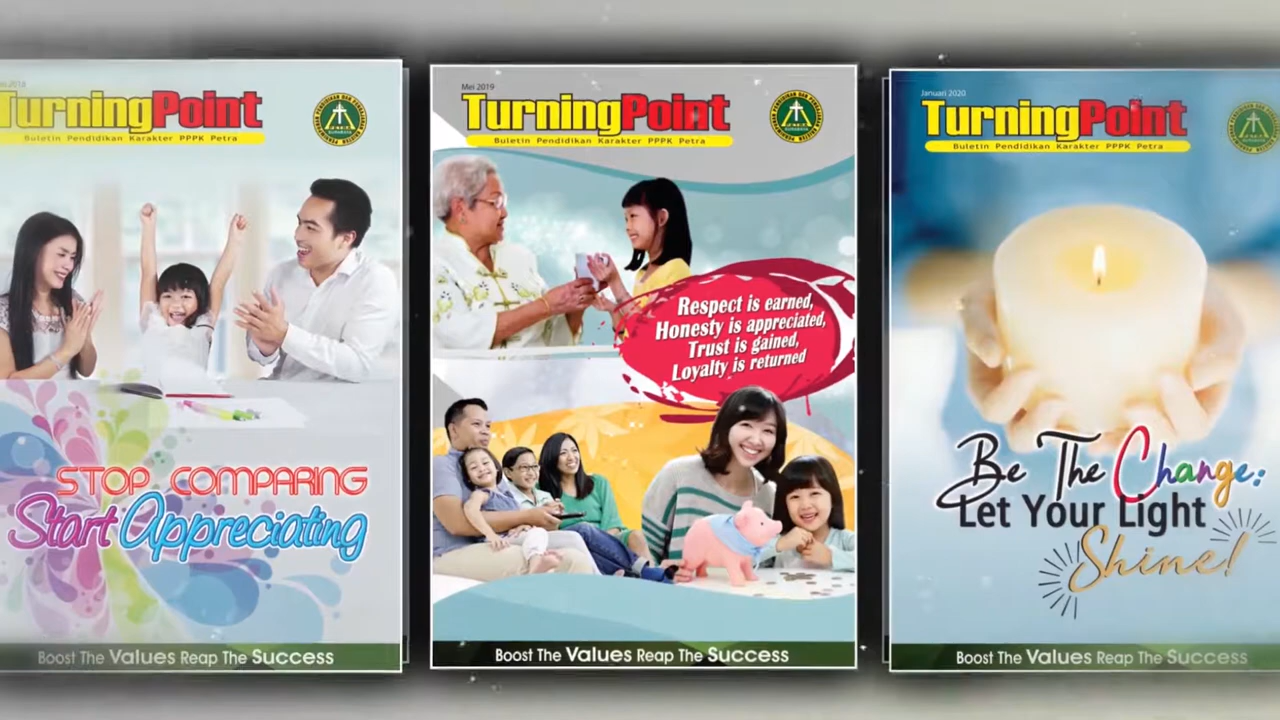 TurningPoint
Buletin Pendidikan Karakter PPPK Petra
STOP COMPARING
Start Appreciating
Boost The Values Reap The Success
Mei 2019
TurningPoint
Buletin Pendidikan Karakter PPPK Petra
Respect is earned,
Honesty is appreciated,
Trust is gained,
Loyalty is returned
Boost The Values Reap The Success
Januari 2020
TurningPoint
Buletin Pendidikan Karakter PPPK Petra
Be The Change:
Let Your Light
Shine!
Boost The Values Reap The Success